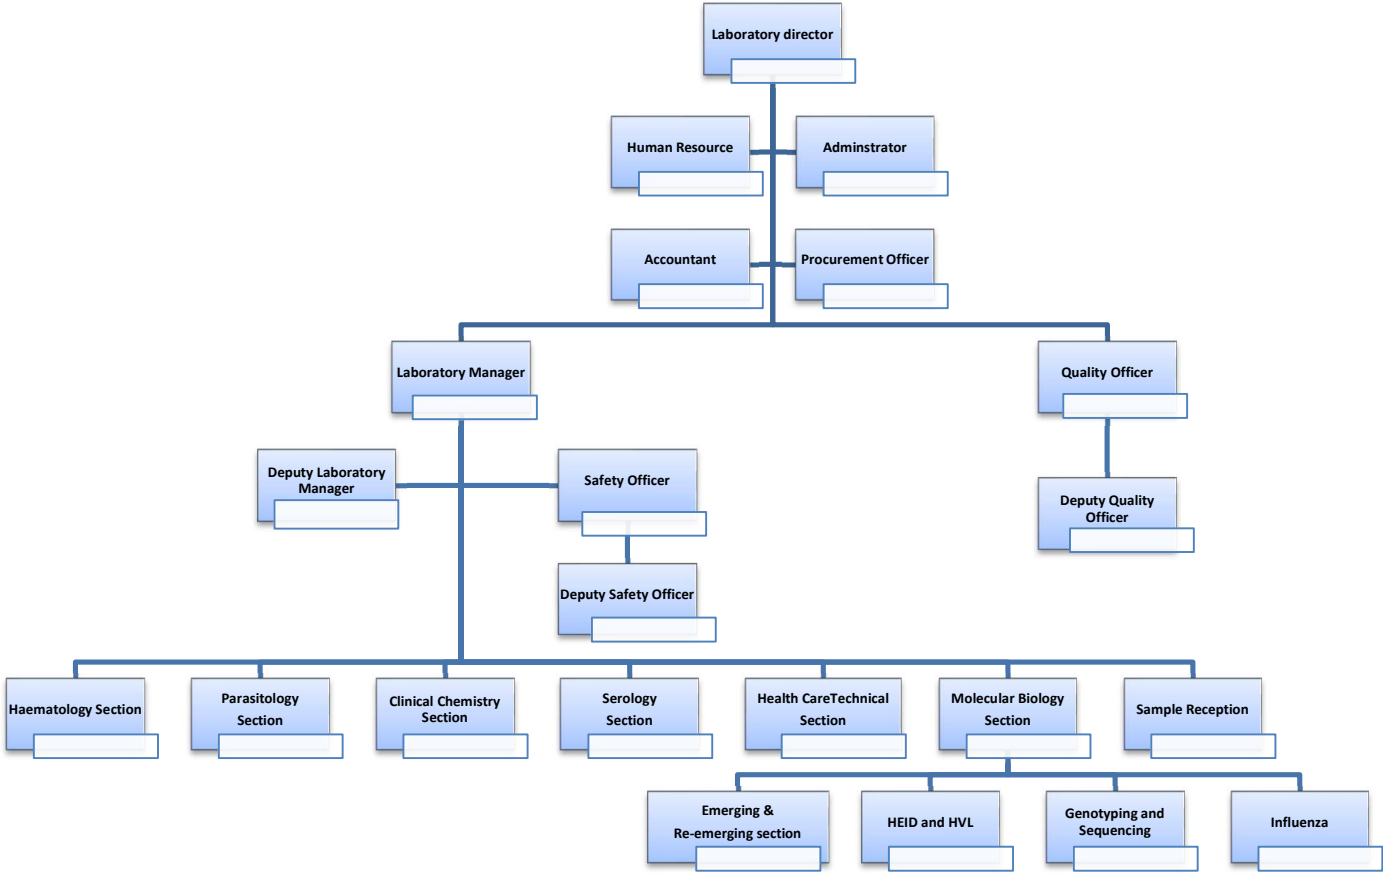 Laboratory director
Human Resource
Adminstrator
Accountant
Procurement Officer
Laboratory Manager
Quality Officer
Deputy Laboratory
Manager
Safety Officer
Deputy Quality
Officer
Deputy Safety Officer
Haematology Section
Parasitology
Section
Clinical Chemistry
Section
Serology
Section
Health CareTechnical
Section
Molecular Biology
Section
Sample Reception
Emerging &
Re-emerging section
HEID and HVL
Genotyping and
Sequencing
Influenza